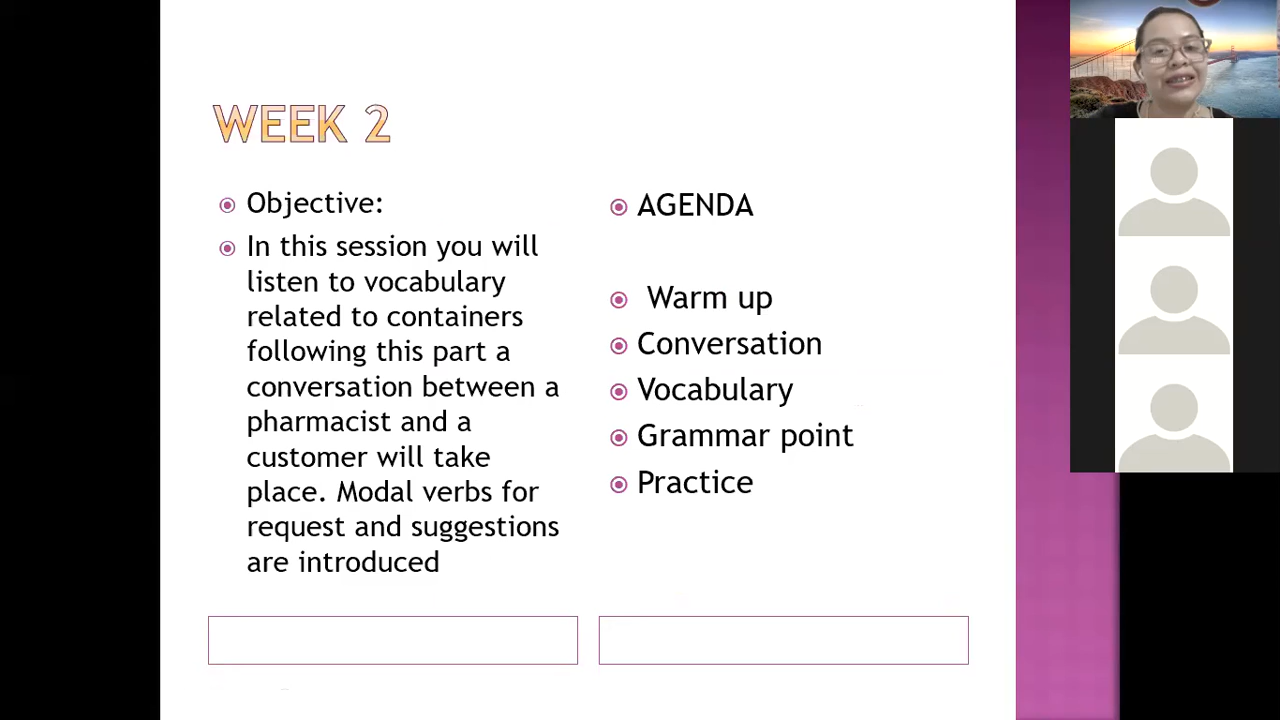 WEEK 2
Objective:
In this session you will
listen to vocabulary
related to containers
following this part a
conversation between a
pharmacist and a
customer will take
place. Modal verbs for
request and suggestions
are introduced
AGENDA
Warm up
Conversation
Vocabulary
Grammar point
Practice